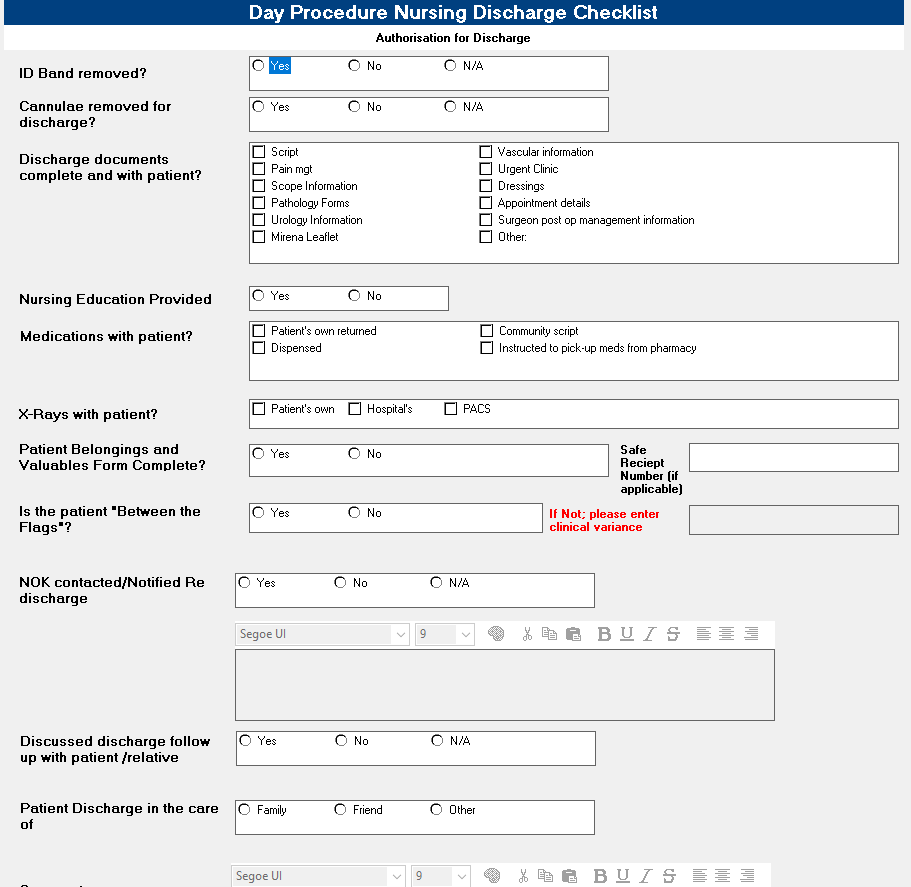 Day Procedure Nursing Discharge Checklist
Authorisation for Discharge
ID Band removed?
Yes No N/A
Cannulae removed for
discharge?
Yes No N/A
Discharge documents
complete and with patient?
Script Vascular information
Pain mgt Urgent Clinic
Scope Information Dressings
Pathology Forms Appointment details
Urology Information Surgeon post op management information
Mirena Leaflet Other:
Nursing Education Provided
Yes No
Medications with patient?
Patient's own returned Community script
Dispensed Instructed to pick-up meds from pharmacy
X-Rays with patient?
Patient's own Hospital's PACS
Patient Belongings and
Valuables Form Complete?
Yes No
Safe
Reciept
Number (if
applicable)
Is the patient "Between the
Flags"?
Yes No
If Not; please enter
clinical variance
NOK contacted/Notified Re
discharge
Yes No N/A
Segoe UI 9 B U I S
Discussed discharge follow
up with patient /relative
Yes No N/A
Patient Discharge in the care
of
Family Friend Other
Segoe UI 9 B U I S